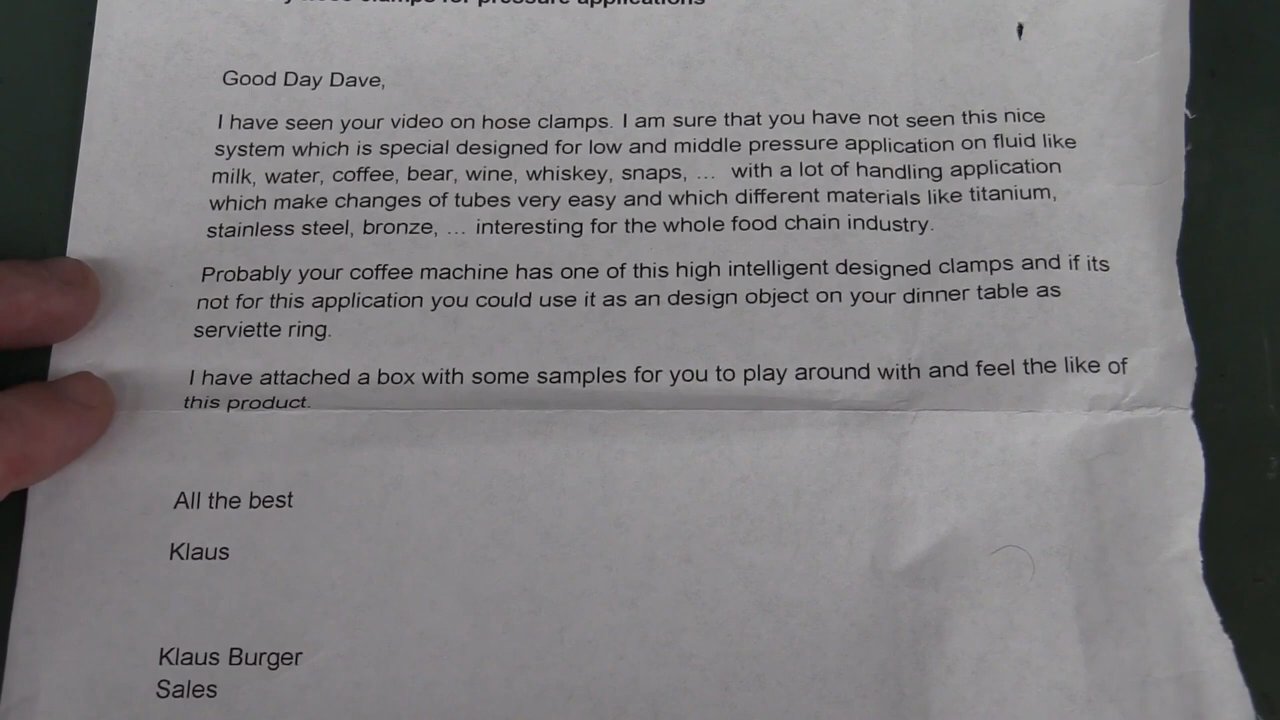 hose clamps for pressure applications
Good Day Dave,
I have seen your video on hose clamps. I am sure that you have not seen this nice
system which is special designed for low and middle pressure application on fluid like
milk, water, coffee, bear, wine, whiskey, snaps, ... with a lot of handling application
which make changes of tubes very easy and which different materials like titanium,
stainless steel, bronze, ... interesting for the whole food chain industry.
Probably your coffee machine has one of this high intelligent designed clamps and if its
not for this application you could use it as an design object on your dinner table as
serviette ring.
I have attached a box with some samples for you to play around with and feel the like of
this product.
All the best
Klaus
Klaus Burger
Sales